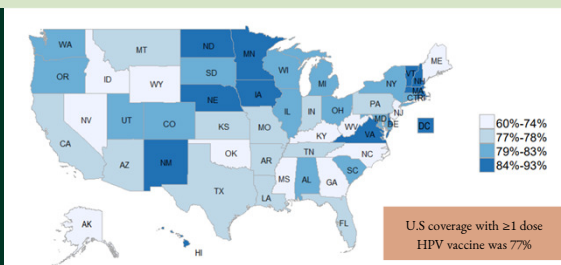 WA
MT
ND
MN
ME
OR
ID
SD
WI
MI
VT
NH
NY
MA
CT
RI
WY
NE
IA
PA
NJ
NV
UT
CO
IL
IN
OH
MD
DE
DC
CA
KS
MO
KY
WV
VA
AZ
NM
OK
AR
TN
NC
SC
TX
LA
MS
AL
GA
FL
AK
HI
60%-74%
77%-78%
79%-83%
84%-93%
U.S coverage with ≥1 dose
HPV vaccine was 77%